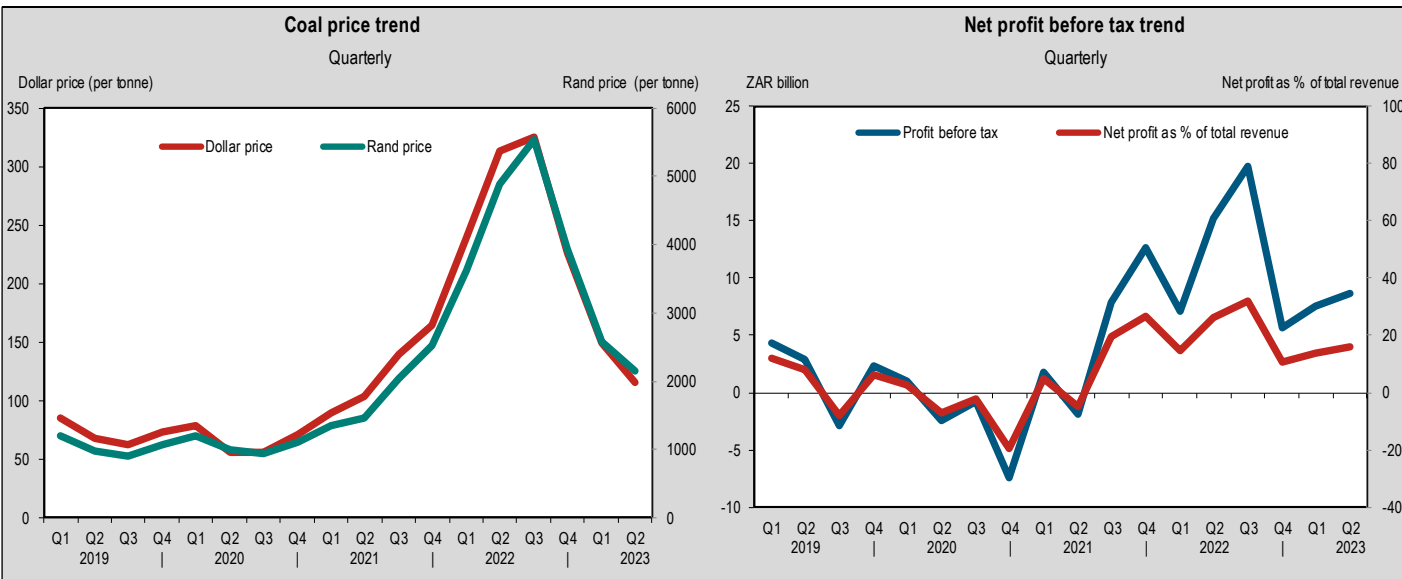 Coal price trend
Quarterly
Dollar price (per tonne)
Rand price (per tonne)
350
300
250
200
150
100
50
0
Dollar price
Rand price
6000
5000
4000
3000
2000
1000
0
Q1 Q2 Q3 Q4 Q1 Q2 Q3 Q4 Q1 Q2 Q3 Q4 Q1 Q2 Q3 Q4 Q1 Q2
2019 | 2020 | 2021 | 2022 | 2023
Net profit before tax trend
Quarterly
ZAR billion
Net profit as % of total revenue
25
20
15
10
5
0
-5
-10
Profit before tax
Net profit as % of total revenue
100
80
60
40
20
0
-20
-40
Q1 Q2 Q3 Q4 Q1 Q2 Q3 Q4 Q1 Q2 Q3 Q4 Q1 Q2 Q3 Q4 Q1 Q2
2019 | 2020 | 2021 | 2022 | 2023